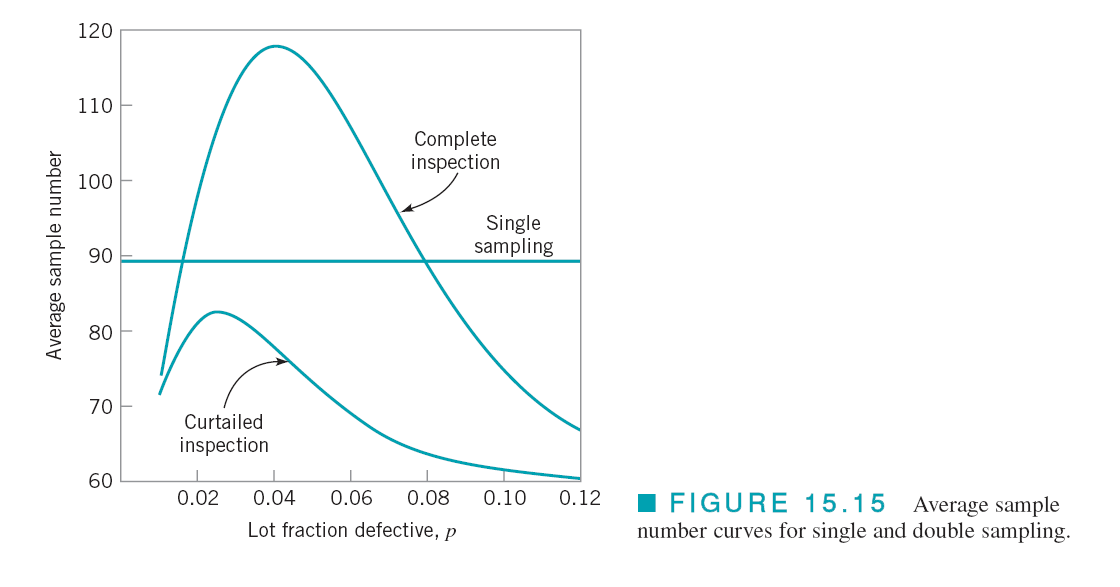 120
110
100
90
80
70
60
Average sample number
Complete
inspection
Single
sampling
Curtailed
inspection
0.02 0.04 0.06 0.08 0.10 0.12
Lot fraction defective, p
■ FIGURE 15.15 Average sample
number curves for single and double sampling.